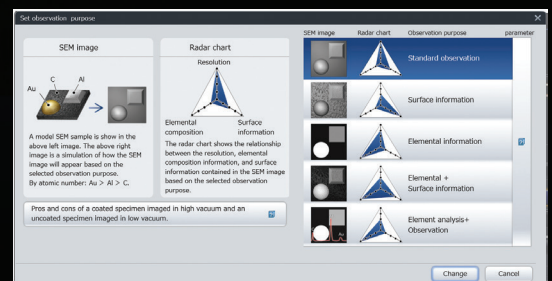 Set observation purpose
SEM image
Au
C
Al
A model SEM sample is show in the
above left image. The above right
image is a simulation of how the SEM
image will appear based on the
selected observation purpose.
By atomic number: Au > Al > C.
Radar chart
Resolution
Elemental
composition
Surface
information
The radar chart shows the relationship
between the resolution, elemental
composition information, and surface
information contained in the SEM image
based on the selected observation
purpose.
Pros and cons of a coated specimen imaged in high vacuum and an
uncoated specimen imaged in low vacuum.
SEM image Radar chart Observation purpose parameter
Standard observation
Surface information
Elemental information
Elemental +
Surface information
Element analysis+
Observation
Change
Cancel